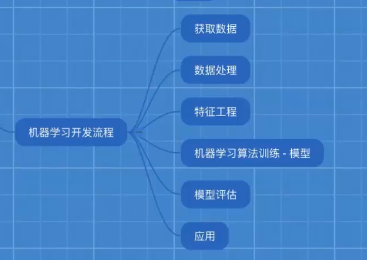 获取数据
数据处理
特征工程
机器学习开发流程
机器学习算法训练 - 模型
模型评估
应用